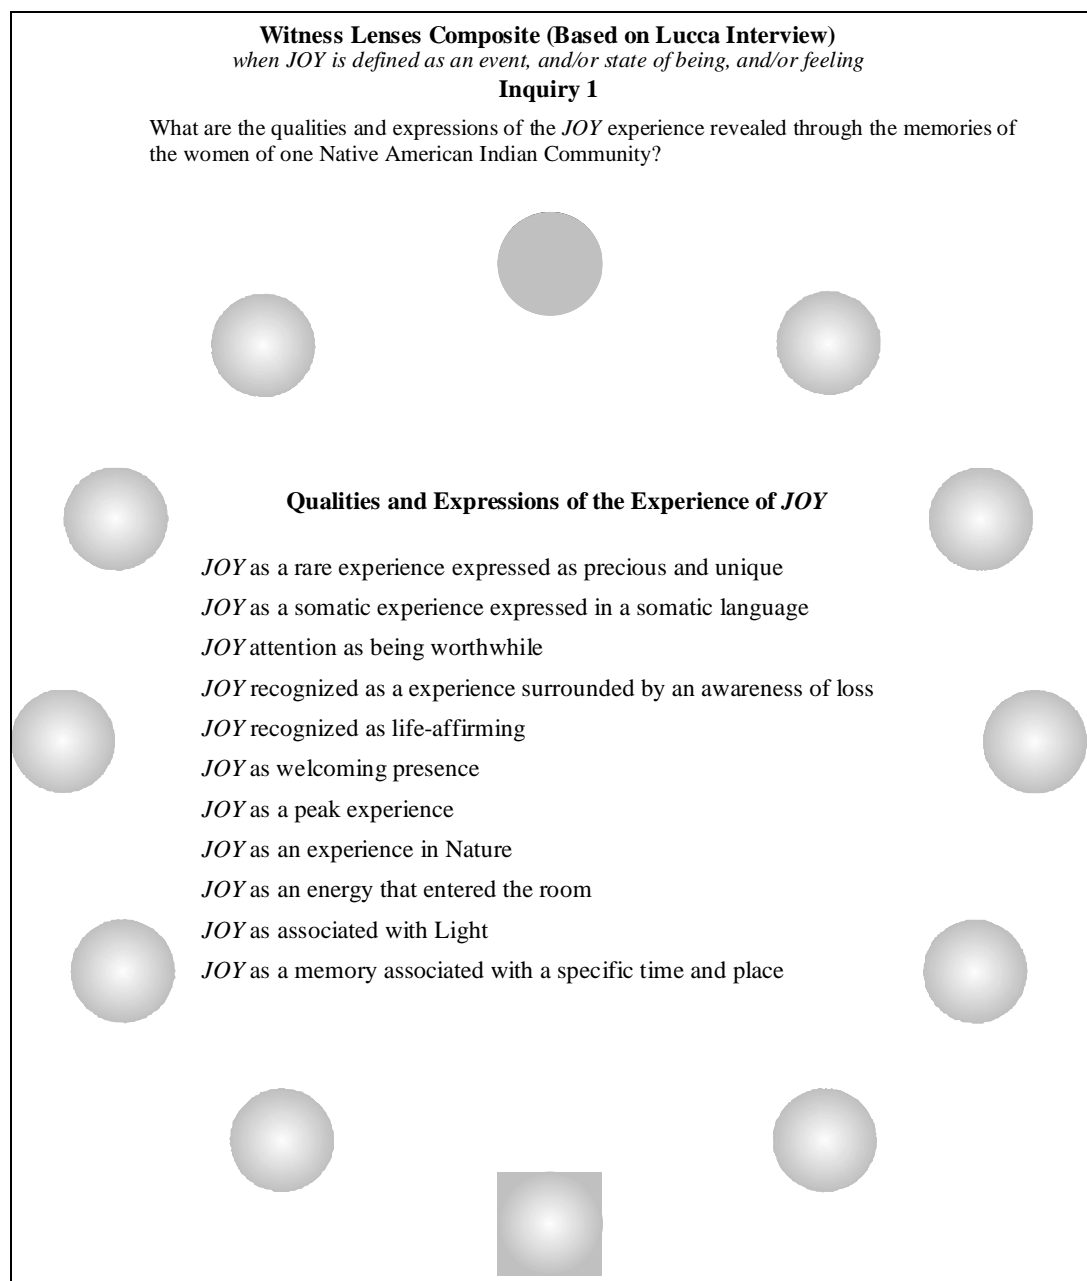 Witness Lenses Composite (Based on Lucca Interview)
when JOY is defined as an event, and/or state of being, and/or feeling
Inquiry 1
What are the qualities and expressions of the JOY experience revealed through the memories of
the women of one Native American Indian Community?
Qualities and Expressions of the Experience of JOY
JOY as a rare experience expressed as precious and unique
JOY as a somatic experience expressed in a somatic language
JOY attention as being worthwhile
JOY recognized as a experience surrounded by an awareness of loss
JOY recognized as life-affirming
JOY as welcoming presence
JOY as a peak experience
JOY as an experience in Nature
JOY as an energy that entered the room
JOY as associated with Light
JOY as a memory associated with a specific time and place